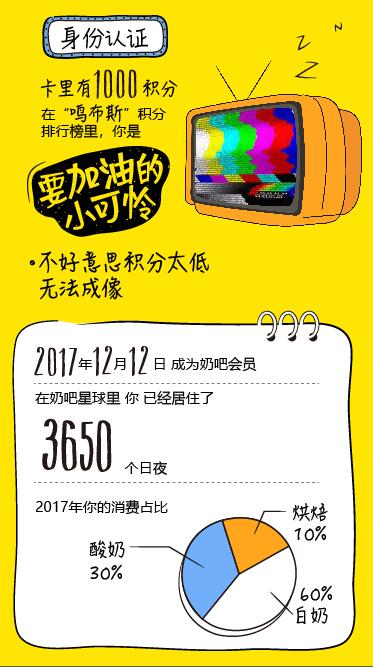 身份认证
z
z
z
z
卡里有1000积分
在“鸣布斯”积分
排行榜里，你是
要加油的
小可怜
·不好意思积分太低
无法成像
2017年12月12日 成为奶吧会员
在奶吧星球里 你 已经居住了
3650个日夜
2017年你的消费占比
烘焙
10%
酸奶
30%
60%
白奶